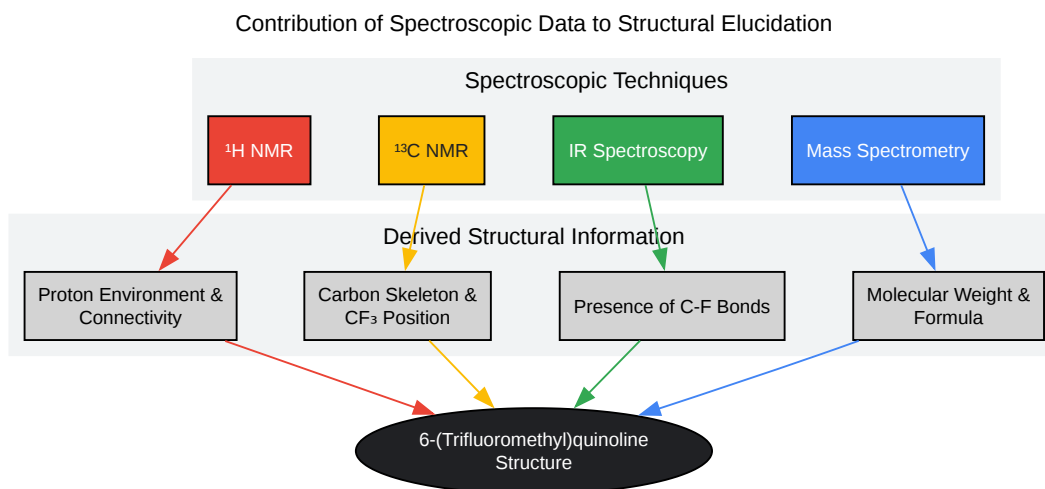 Contribution of Spectroscopic Data to Structural Elucidation
Spectroscopic Techniques
¹H NMR
¹³C NMR
IR Spectroscopy
Mass Spectrometry
Derived Structural Information
Proton Environment &
Connectivity
Carbon Skeleton &
CF₃ Position
Presence of C-F Bonds
Molecular Weight &
Formula
6-(Trifluoromethyl)quinoline
Structure